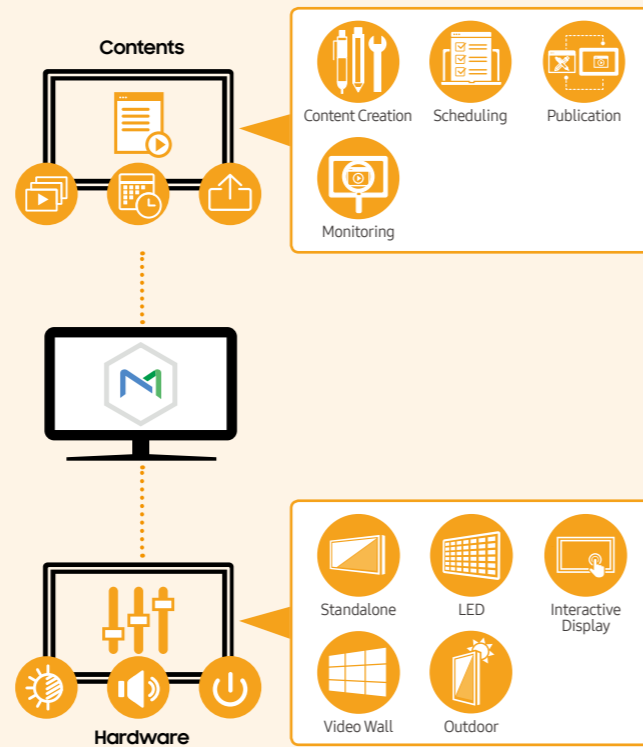 Contents
Content Creation
Scheduling
Publication
Monitoring
Standalone
LED
Interactive
Display
Video Wall
Outdoor
Hardware